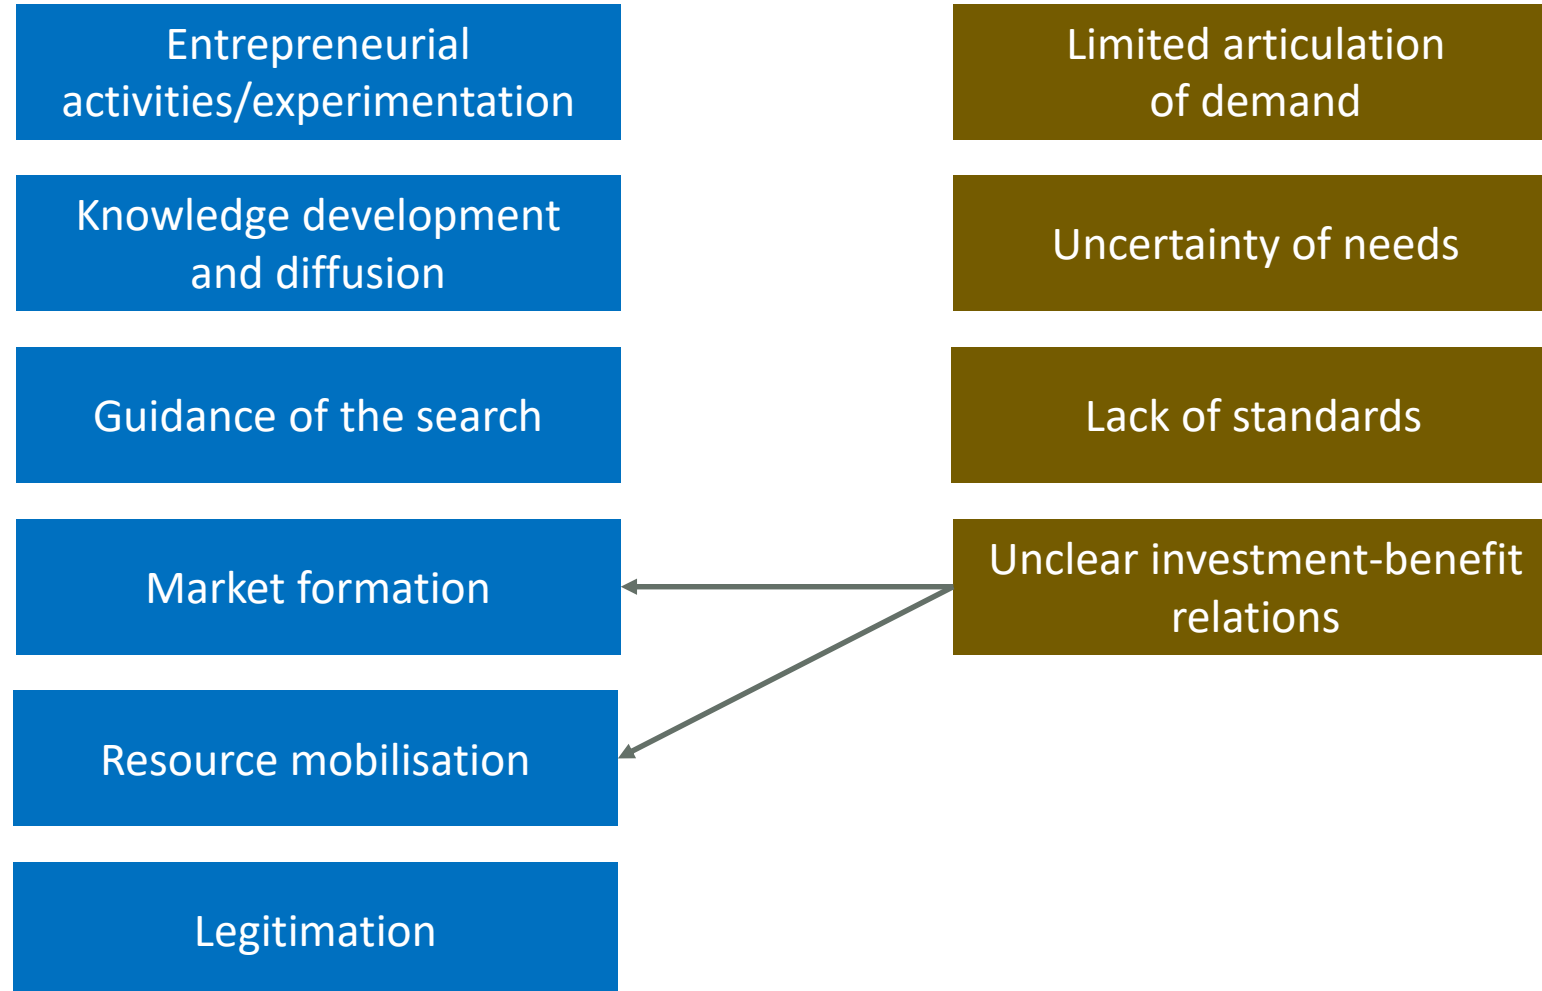 Entrepreneurial
activities/experimentation
Knowledge development
and diffusion
Guidance of the search
Market formation
Resource mobilisation
Legitimation
Limited articulation
of demand
Uncertainty of needs
Lack of standards
Unclear investment-benefit
relations